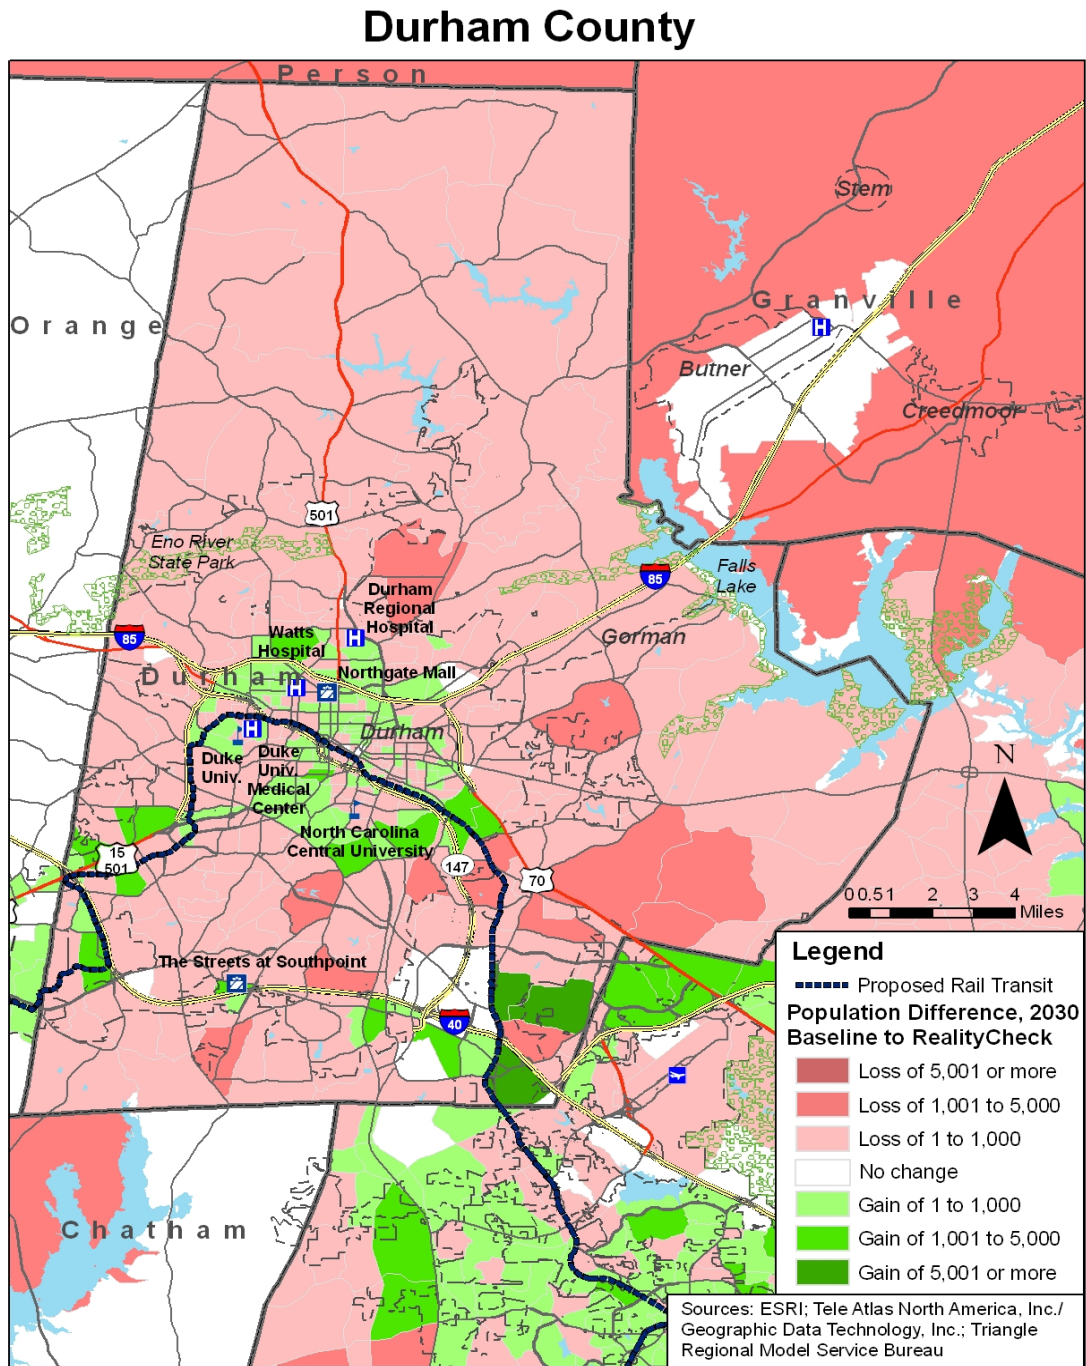 Durham County
Person
Stem
Granville
Orange
H
Butner
Creedmoor
501
Eno River
State Park
85
Falls
Lake
Durham
Regional
Hospital
85
Watts
Hospital
H
Gorman
Durham
Northgate Mall
H
H
Durham
Duke
Univ.
Duke
Univ.
Medical
Center
N
North Carolina
Central University
15
501
147
70
0 0.5 1 2 3 4
Miles
The Streets at Southpoint
40
Chatham
Legend
Proposed Rail Transit
Population Difference, 2030
Baseline to RealityCheck
Loss of 5,001 or more
Loss of 1,001 to 5,000
Loss of 1 to 1,000
No change
Gain of 1 to 1,000
Gain of 1,001 to 5,000
Gain of 5,001 or more
Sources: ESRI; Tele Atlas North America, Inc./
Geographic Data Technology, Inc.; Triangle
Regional Model Service Bureau